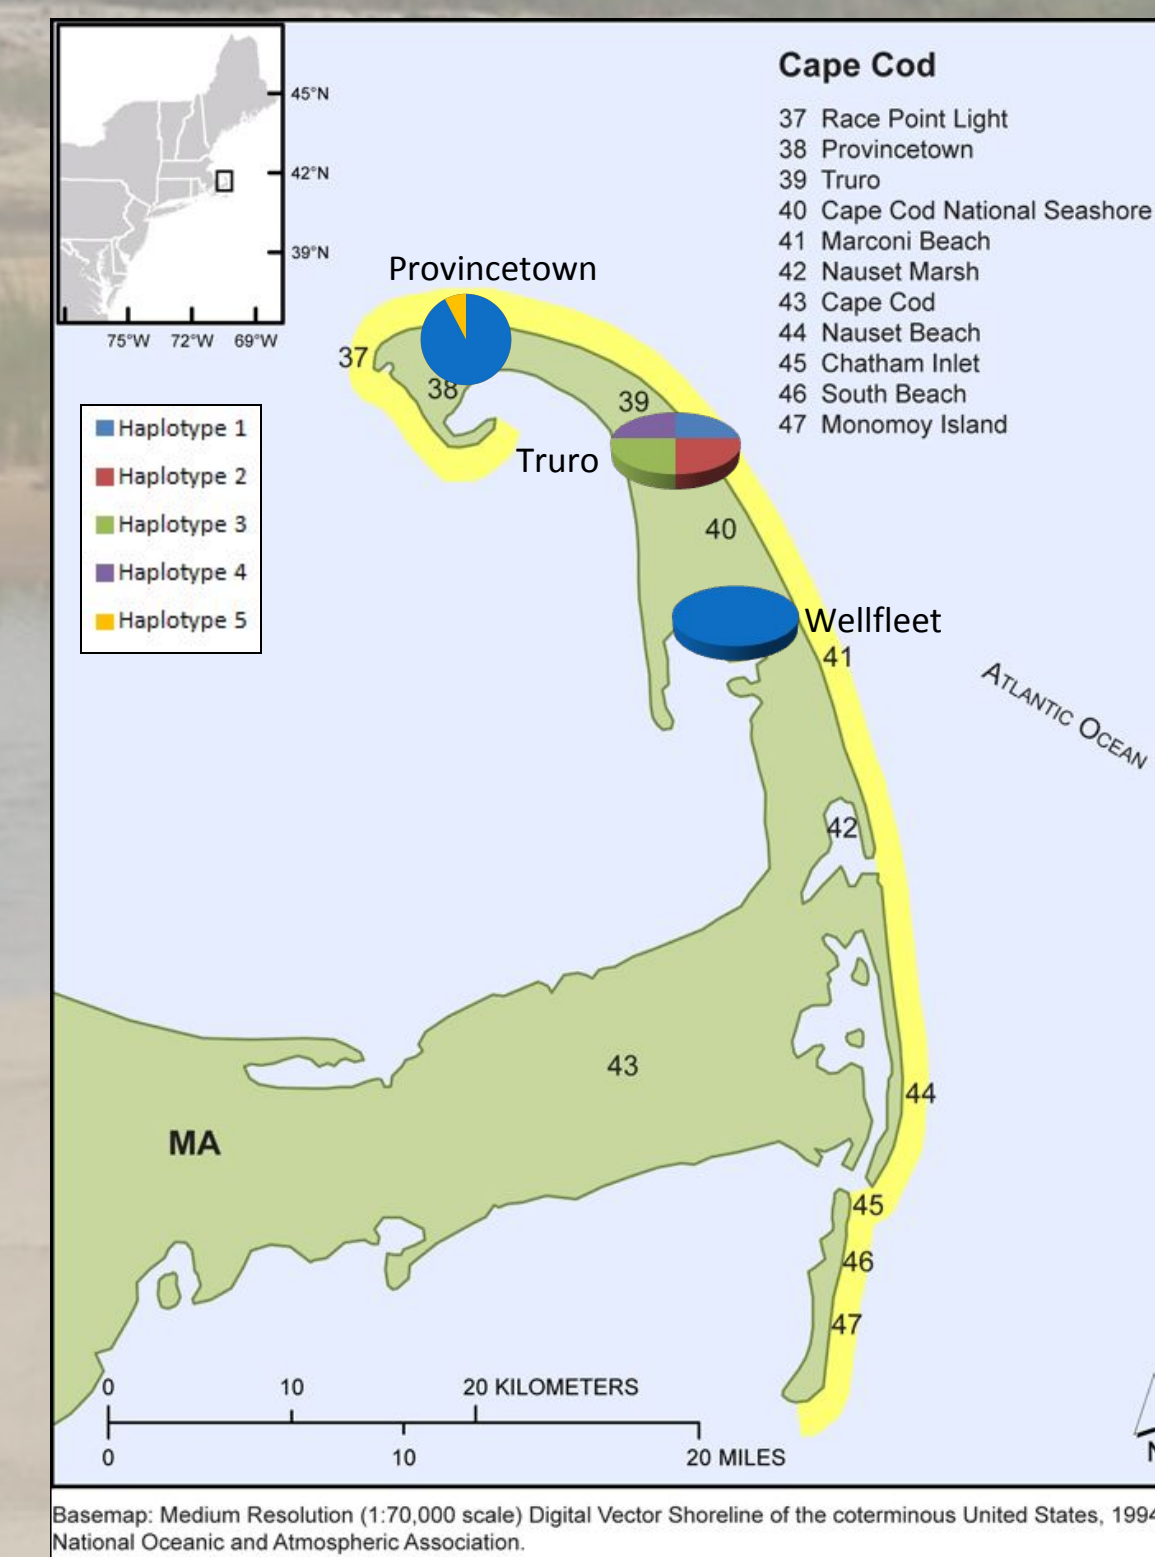 45°N
42°N
39°N
75°W 72°W 69°W
Cape Cod
37 Race Point Light
38 Provincetown
39 Truro
40 Cape Cod National Seashore
41 Marconi Beach
42 Nauset Marsh
43 Cape Cod
44 Nauset Beach
45 Chatham Inlet
46 South Beach
47 Monomoy Island
Provincetown
37
38
39
Truro
Haplotype 1
Haplotype 2
Haplotype 3
Haplotype 4
Haplotype 5
40
Wellfleet
41
ATLANTIC OCEAN
42
43
44
MA
45
46
47
0 10 20 KILOMETERS
0 10 20 MILES
N
Basemap: Medium Resolution (1:70,000 scale) Digital Vector Shoreline of the coterminous United States, 1994
National Oceanic and Atmospheric Association.